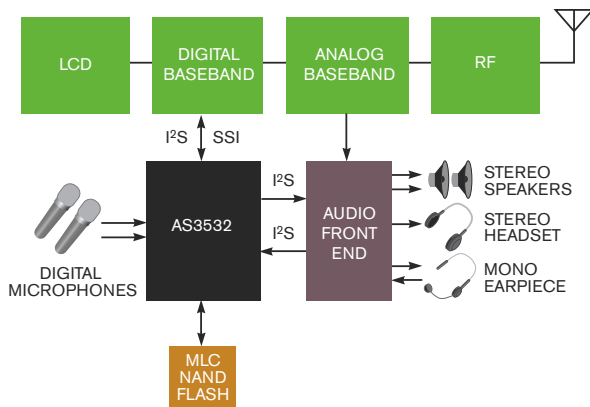 LCD
DIGITAL
BASEBAND
ANALOG
BASEBAND
RF
I²S
SSI
AS3532
I²S
I²S
AUDIO
FRONT
END
STEREO
SPEAKERS
STEREO
HEADSET
MONO
EARPIECE
DIGITAL
MICROPHONES
MLC
NAND
FLASH